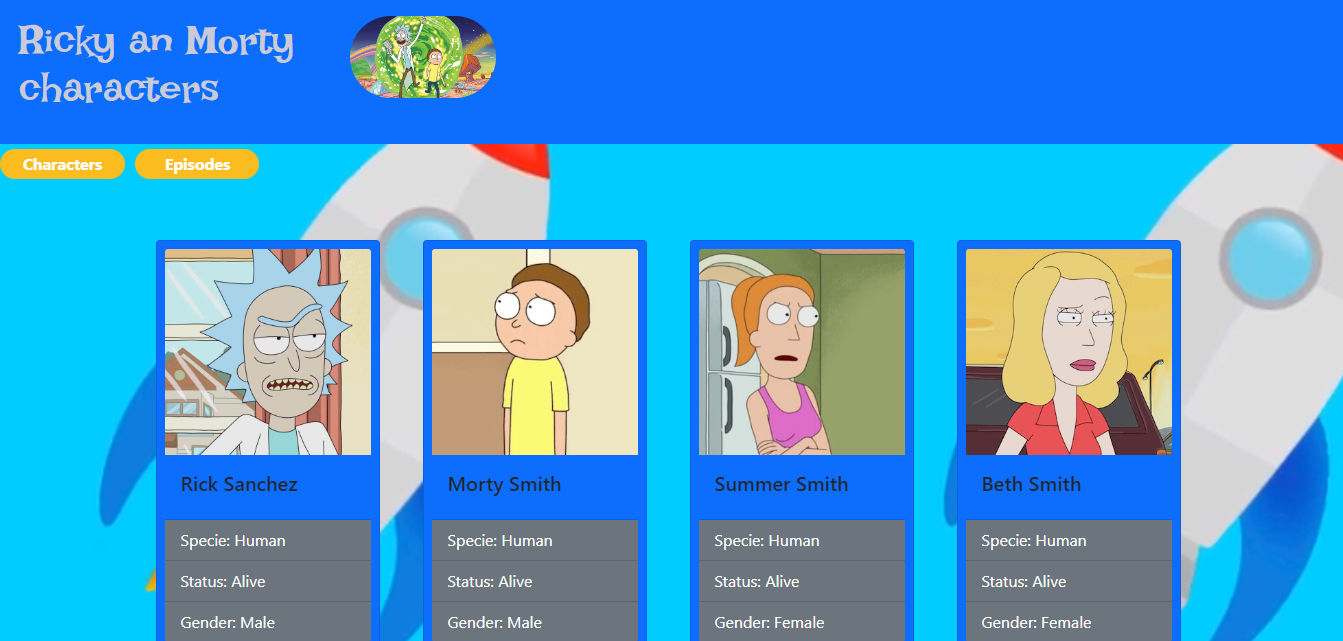 Ricky an Morty
characters
Characters
Episodes
Rick Sanchez
Specie: Human
Status: Alive
Gender: Male
Morty Smith
Specie: Human
Status: Alive
Gender: Male
Summer Smith
Specie: Human
Status: Alive
Gender: Female
Beth Smith
Specie: Human
Status: Alive
Gender: Female